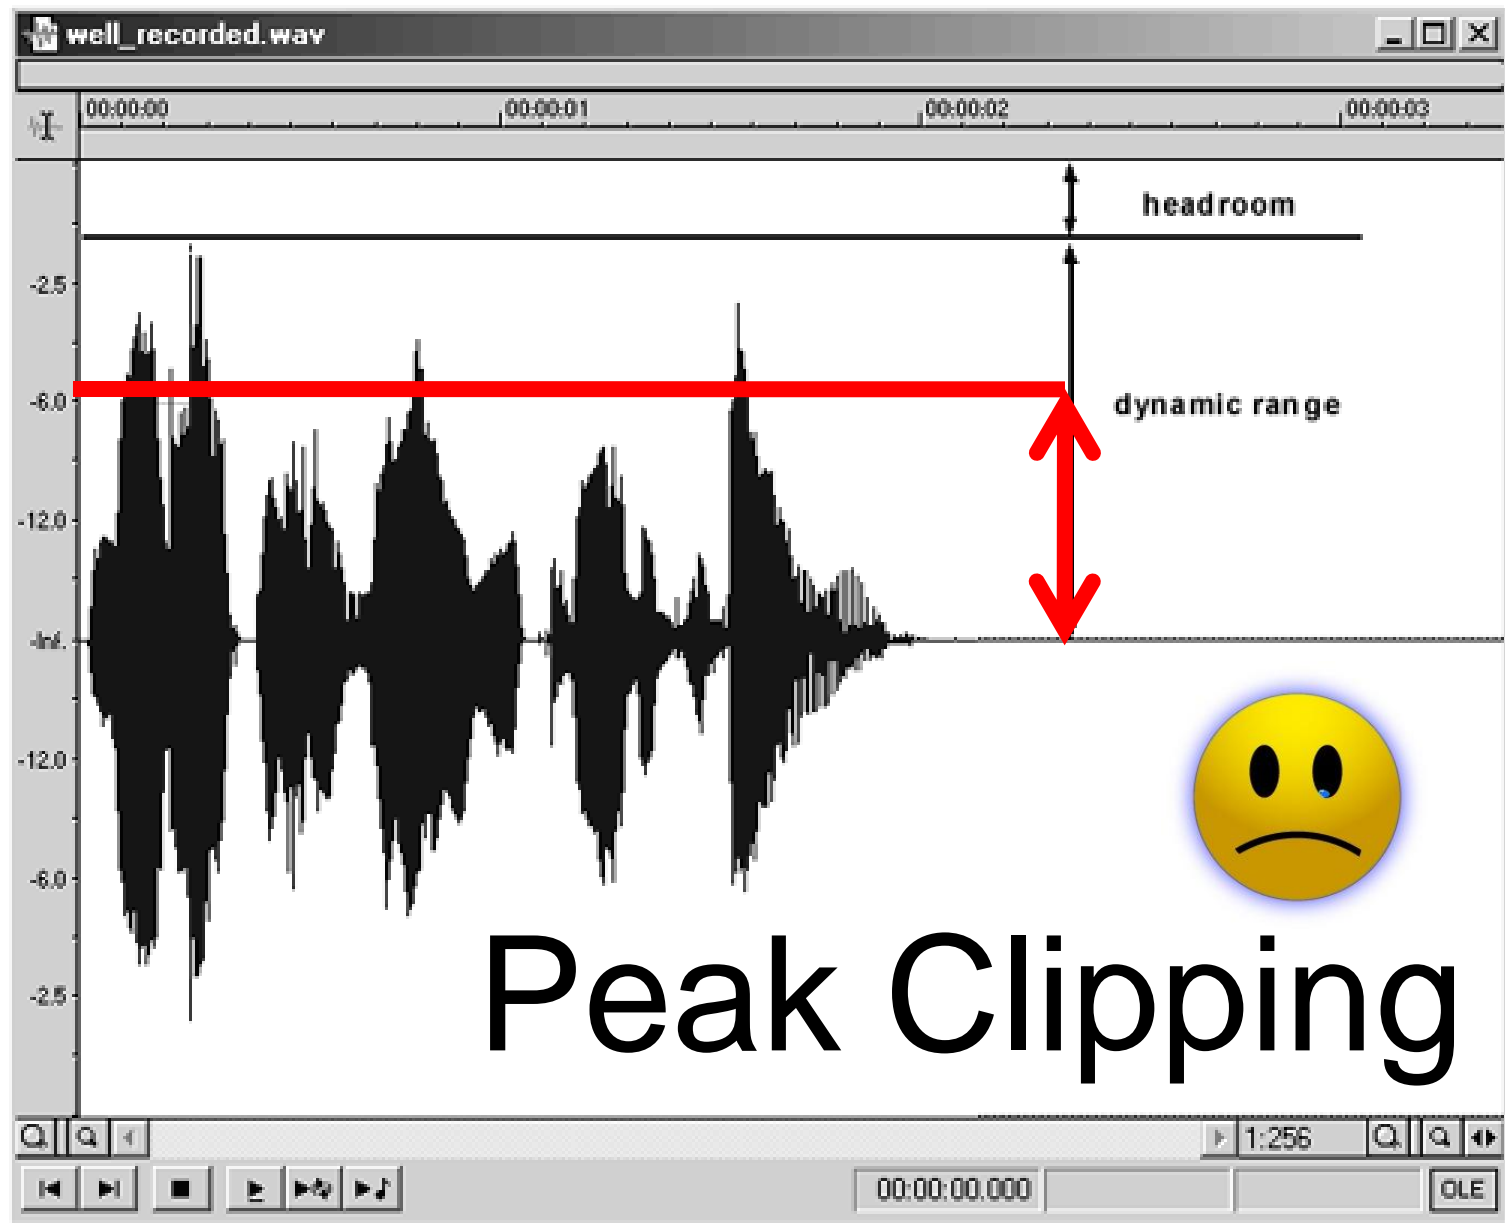 well_recorded.wav
00:00:00 00:00:01 00:00:02 00:00:03
headroom
-2.5
-6.0 dynamic range
-12.0
-Inf.
-12.0
-6.0
Peak Clipping
-2.5
1:256
00:00:00.000 OLE